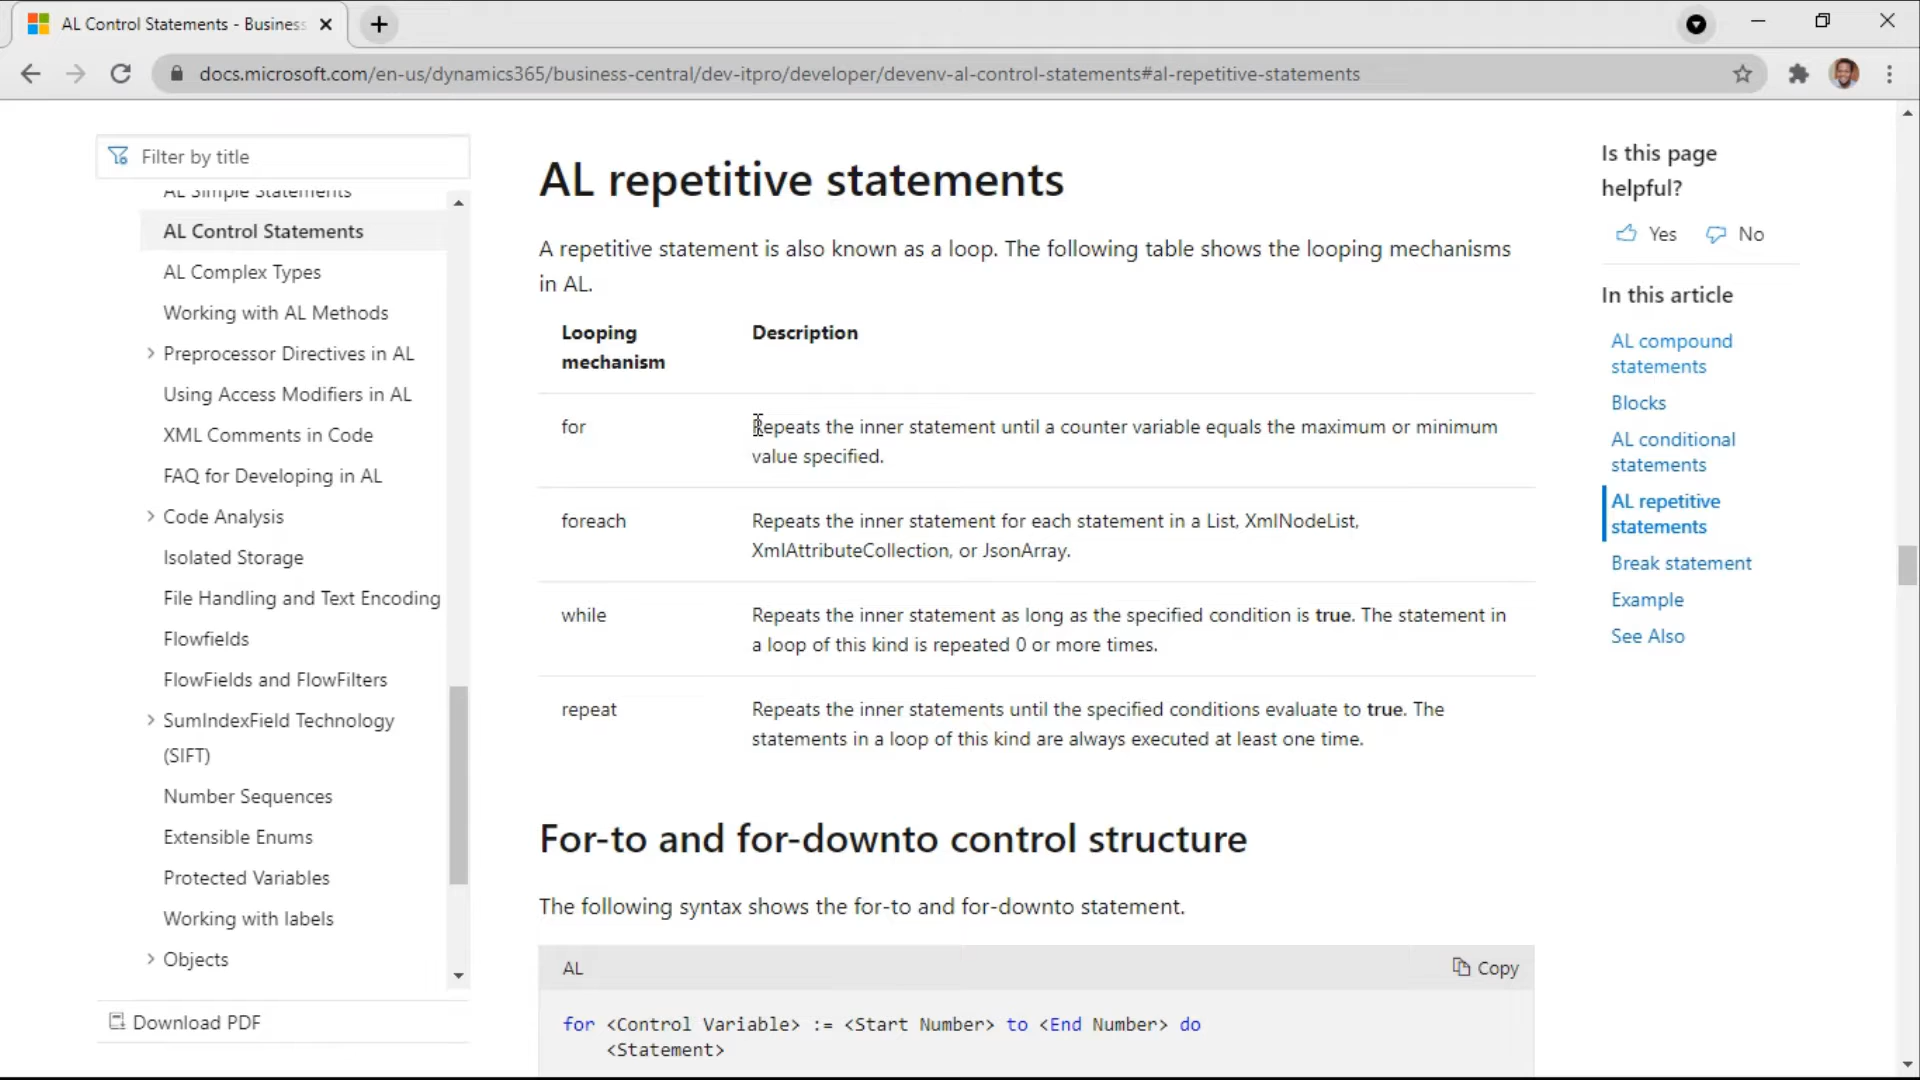 AL Control Statements - Business
docs.microsoft.com/en-us/dynamics365/business-central/dev-itpro/developer/devenv-al-control-statements#al-repetitive-statements
Filter by title
AL Simple Statements
AL Control Statements
AL Complex Types
Working with AL Methods
Preprocessor Directives in AL
Using Access Modifiers in AL
XML Comments in Code
FAQ for Developing in AL
Code Analysis
Isolated Storage
File Handling and Text Encoding
Flowfields
FlowFields and FlowFilters
SumIndexField Technology
(SIFT)
Number Sequences
Extensible Enums
Protected Variables
Working with labels
Objects
Download PDF
AL repetitive statements
A repetitive statement is also known as a loop. The following table shows the looping mechanisms
in AL.
Looping
mechanism
Description
for
Repeats the inner statement until a counter variable equals the maximum or minimum
value specified.
foreach
Repeats the inner statement for each statement in a List, XmlNodeList,
XmlAttributeCollection, or JsonArray.
while
Repeats the inner statement as long as the specified condition is true. The statement in
a loop of this kind is repeated 0 or more times.
repeat
Repeats the inner statements until the specified conditions evaluate to true. The
statements in a loop of this kind are always executed at least one time.
For-to and for-downto control structure
The following syntax shows the for-to and for-downto statement.
AL
Copy
for <Control Variable> := <Start Number> to <End Number> do
<Statement>
Is this page
helpful?
Yes
No
In this article
AL compound
statements
Blocks
AL conditional
statements
AL repetitive
statements
Break statement
Example
See Also